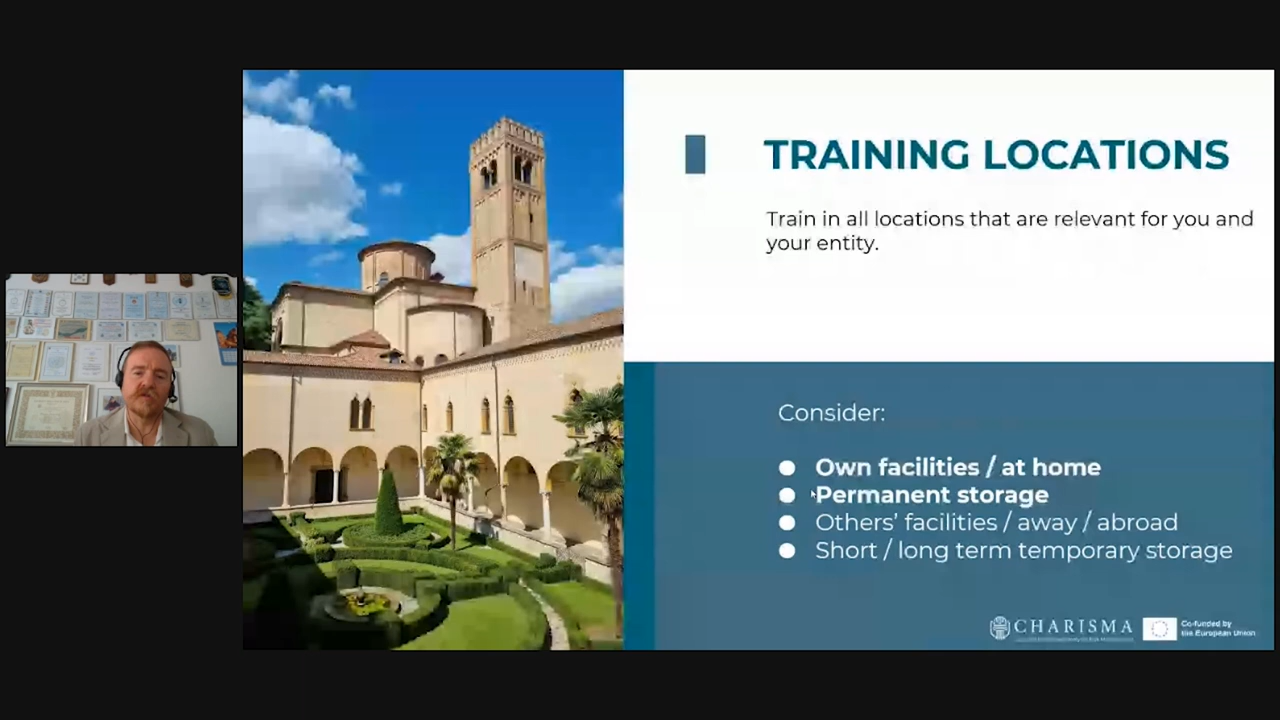 TRAINING LOCATIONS
Train in all locations that are relevant for you and
your entity.
Consider:
● Own facilities / at home
● Permanent storage
● Others' facilities / away / abroad
● Short / long term temporary storage
CHARISMA
Co-funded by
the European Union